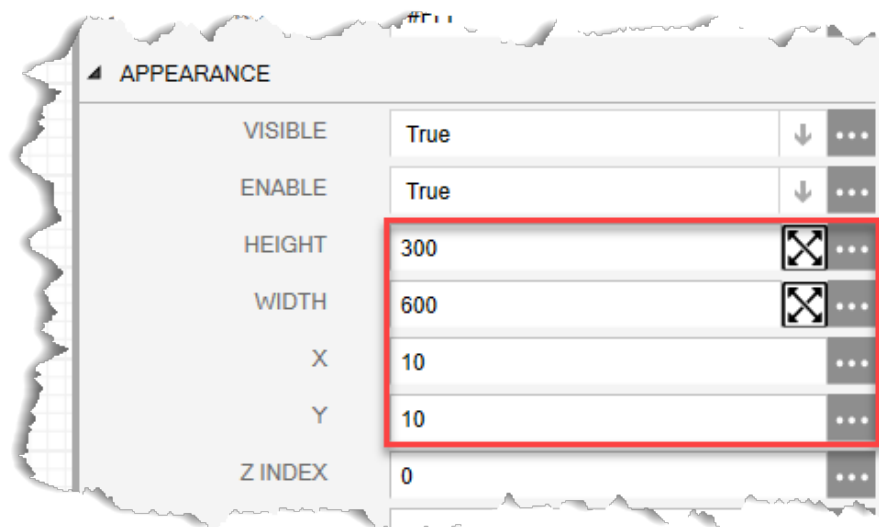 APPEARANCE
VISIBLE True
ENABLE True
HEIGHT 300
WIDTH 600
X 10
Y 10
Z INDEX 0